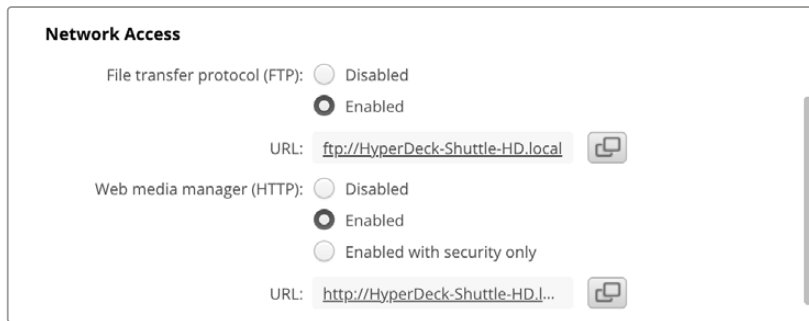 Network Access
File transfer protocol (FTP): Disabled
Enabled
URL: ftp://HyperDeck-Shuttle-HD.local
Web media manager (HTTP): Disabled
Enabled
Enabled with security only
URL: http://HyperDeck-Shuttle-HD.l...